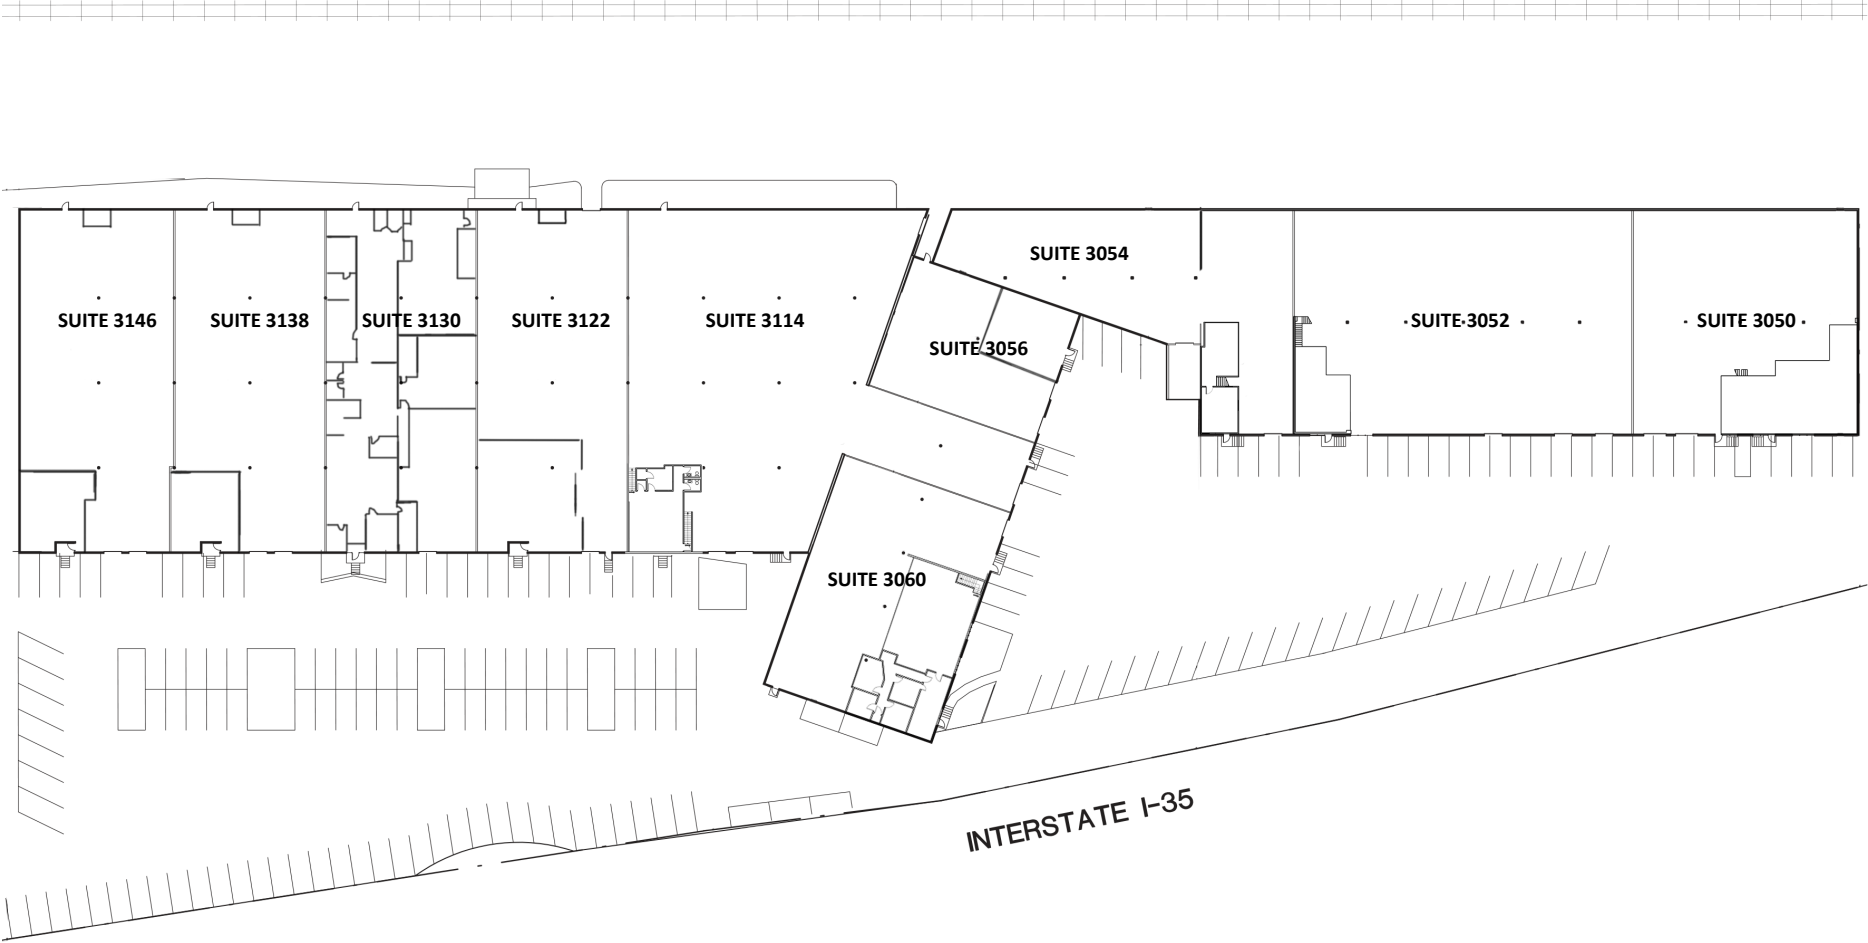 SUITE 3054
SUITE 3146
SUITE 3138
SUITE 3130
SUITE 3122
SUITE 3114
SUITE 3056
SUITE 3052
SUITE 3050
SUITE 3060
INTERSTATE I-35